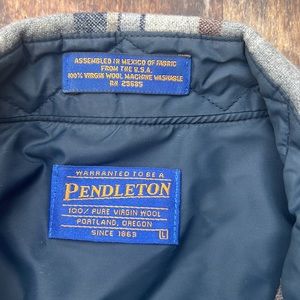 ASSEMBLED IN MEXICO OF FABRIC
FROM THE U.S.A.
100% VIRGIN WOOL MACHINE WASHABLE
RN 29685
WARRANTED TO BE A
PENDLETON
100% PURE VIRGIN WOOL
PORTLAND, OREGON
SINCE 1863
L